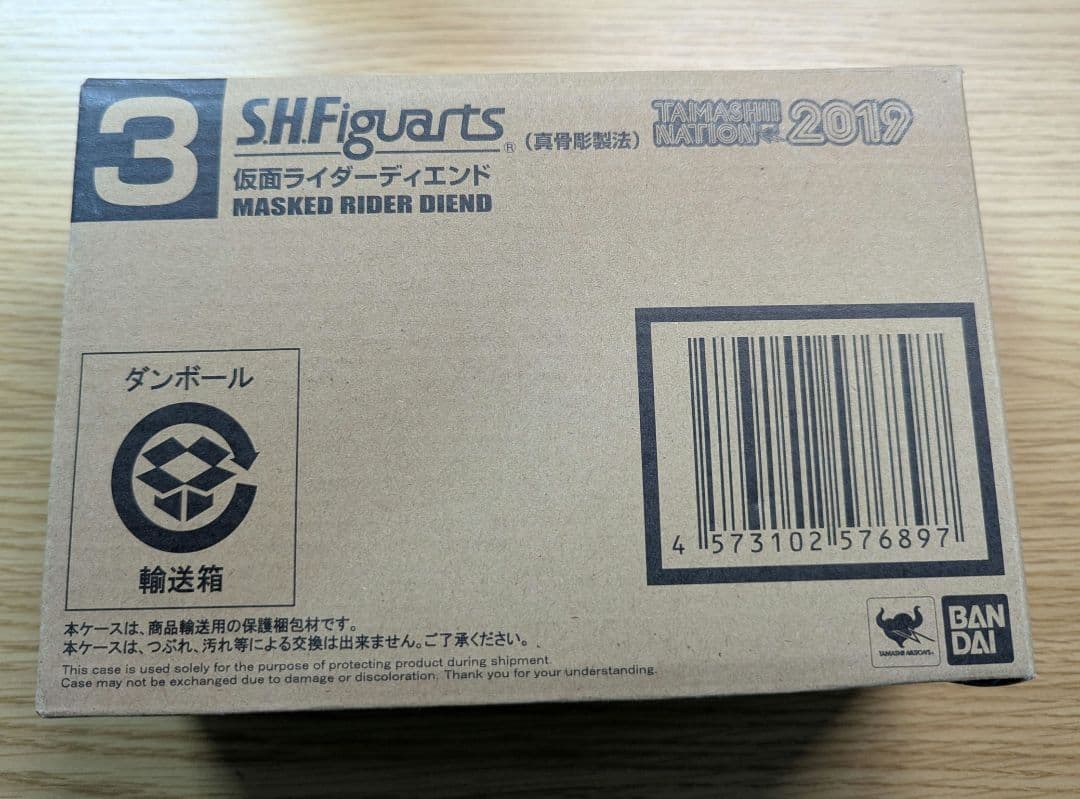 3
S.H.Figuarts® (真骨彫製法)
TAMASHII NATION 2019
仮面ライダーディエンド
MASKED RIDER DIEND
ダンボール
輸送箱
4 573102 576897
本ケースは、商品輸送用の保護梱包材です。
本ケースは、つぶれ、汚れ等による交換は出来ません。ご了承ください。
This case is used solely for the purpose of protecting product during shipment.
Case may not be exchanged due to damage or discoloration. Thank you for your understanding.
TAMASHII NATIONS
BAN
DAI